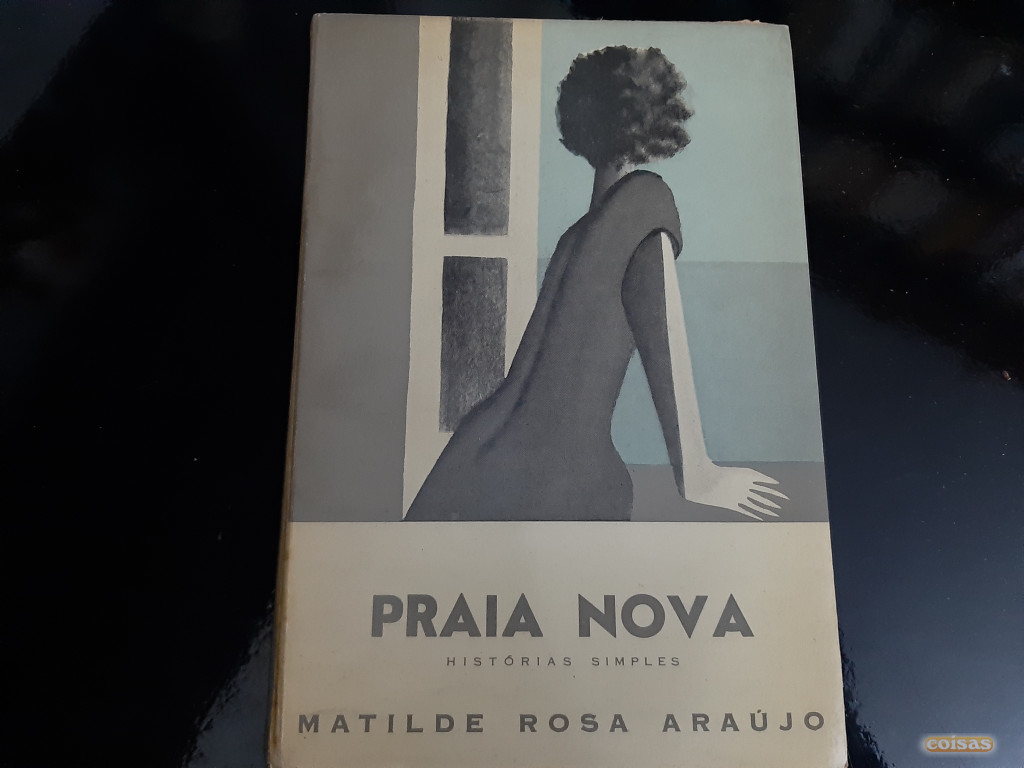 PRAIA NOVA
HISTÓRIAS SIMPLES
MATILDE ROSA ARAÚJO
coisas